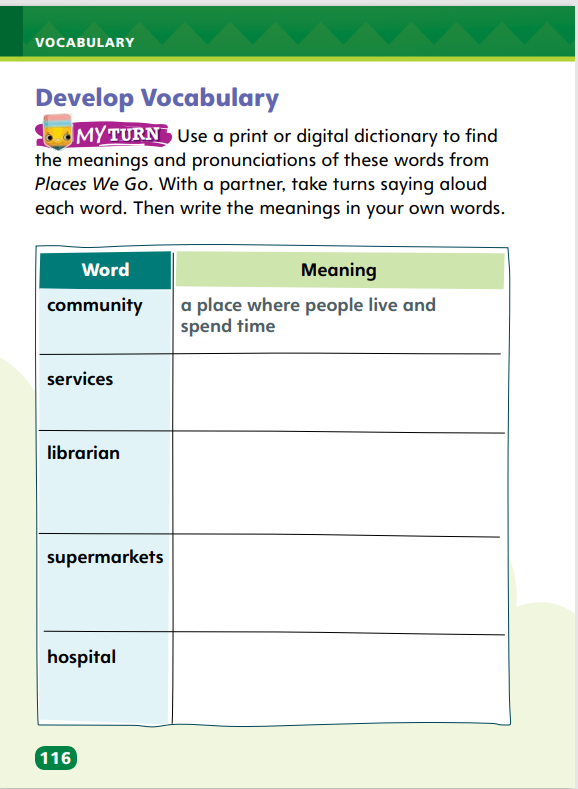 VOCABULARY
Develop Vocabulary
MY TURN Use a print or digital dictionary to find
the meanings and pronunciations of these words from
Places We Go. With a partner, take turns saying aloud
each word. Then write the meanings in your own words.
Word Meaning
community a place where people live and
spend time
services
librarian
supermarkets
hospital
116